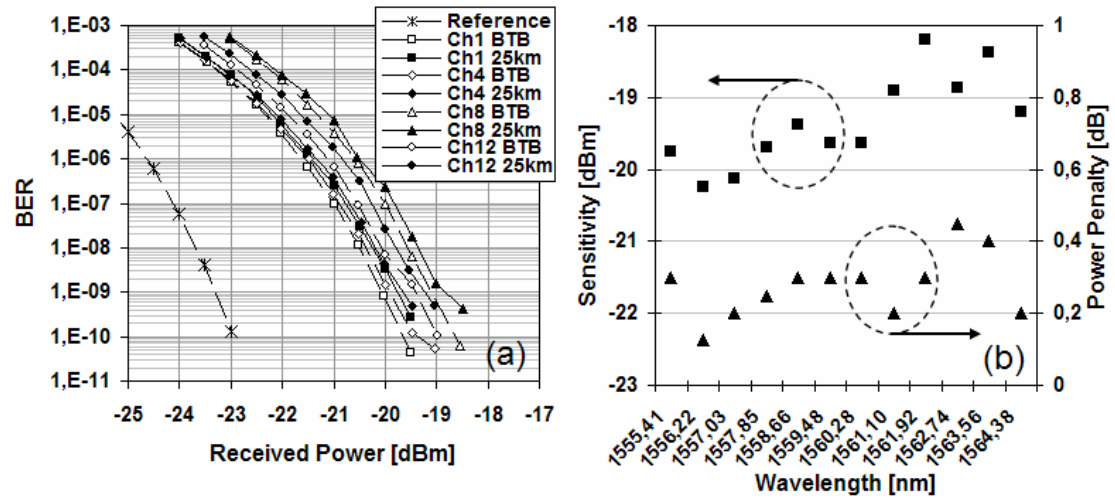 1,E-03
1,E-04
1,E-05
1,E-06
1,E-07
1,E-08
1,E-09
1,E-10
1,E-11
BER
-25 -24 -23 -22 -21 -20 -19 -18 -17
Received Power [dBm]
Reference
Ch1 BTB
Ch1 25km
Ch4 BTB
Ch4 25km
Ch8 BTB
Ch8 25km
Ch12 BTB
Ch12 25km
(a)
-18
-19
-20
-21
-22
-23
Sensitivity [dBm]
1
0,8
0,6
0,4
0,2
0
Power Penalty [dB]
(b)
1555,41
1556,22
1557,03
1557,85
1558,66
1559,48
1560,28
1561,10
1561,92
1562,74
1563,56
1564,38
Wavelength [nm]